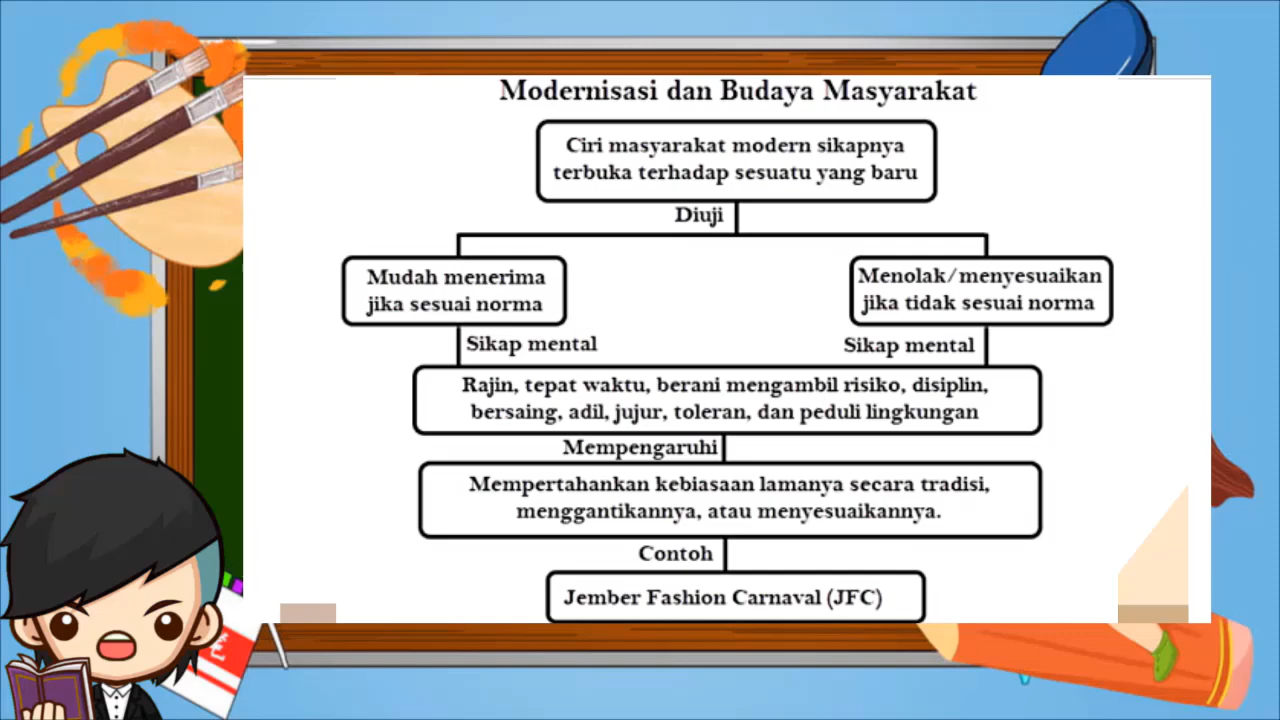 Modernisasi dan Budaya Masyarakat
Ciri masyarakat modern sikapnya
terbuka terhadap sesuatu yang baru
Diuji
Mudah menerima
jika sesuai norma
Menolak/menyesuaikan
jika tidak sesuai norma
Sikap mental
Sikap mental
Rajin, tepat waktu, berani mengambil risiko, disiplin,
bersaing, adil, jujur, toleran, dan peduli lingkungan
Mempengaruhi
Mempertahankan kebiasaan lamanya secara tradisi,
menggantikannya, atau menyesuaikannya.
Contoh
Jember Fashion Carnaval (JFC)